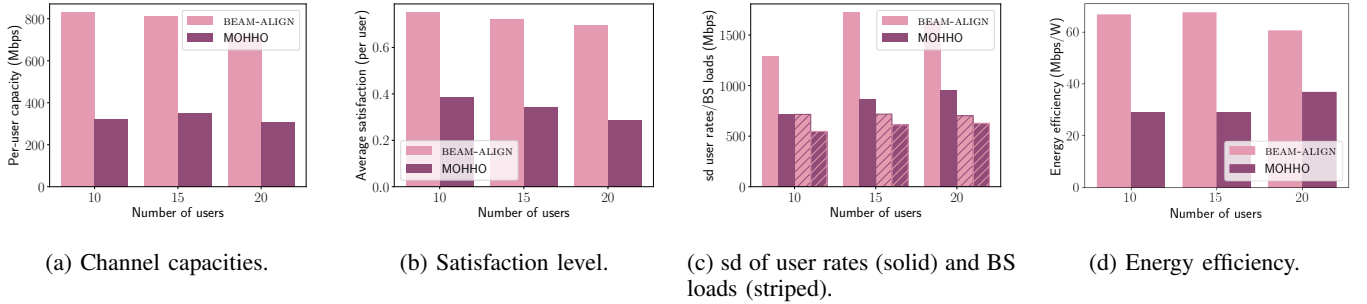 Per-user capacity (Mbps)
800
600
400
200
0
10
15
20
Number of users
BEAM-ALIGN
MOHHO
(a) Channel capacities.
Average satisfaction (per user)
0.6
0.4
0.2
0.0
10
15
20
Number of users
BEAM-ALIGN
MOHHO
(b) Satisfaction level.
sd user rates/BS loads (Mbps)
1500
1000
500
0
10
15
20
Number of users
BEAM-ALIGN
MOHHO
(c) sd of user rates (solid) and BS
loads (striped).
Energy efficiency (Mbps/W)
60
40
20
0
10
15
20
Number of users
BEAM-ALIGN
MOHHO
(d) Energy efficiency.